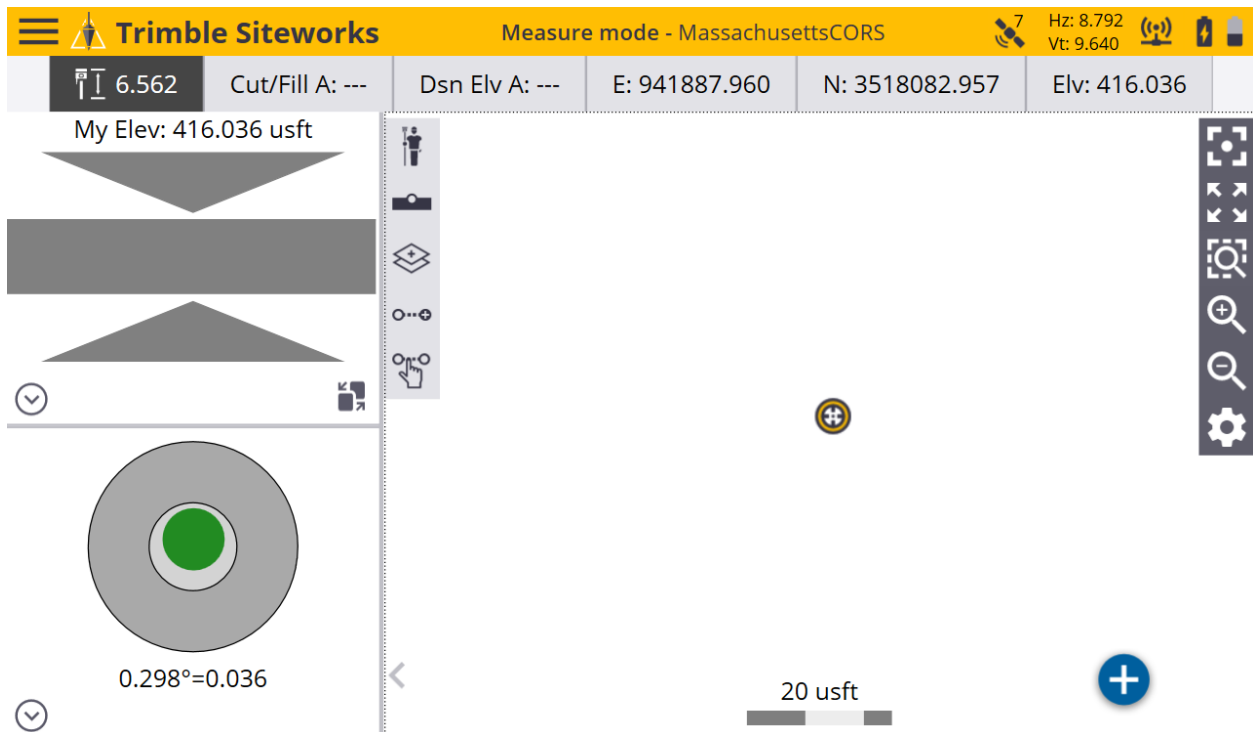 Trimble Siteworks
Measure mode - MassachusettsCORS
7
Hz: 8.792
Vt: 9.640
6.562
Cut/Fill A: ---
Dsn Elv A: ---
E: 941887.960
N: 3518082.957
Elv: 416.036
My Elev: 416.036 usft
0.298°=0.036
20 usft